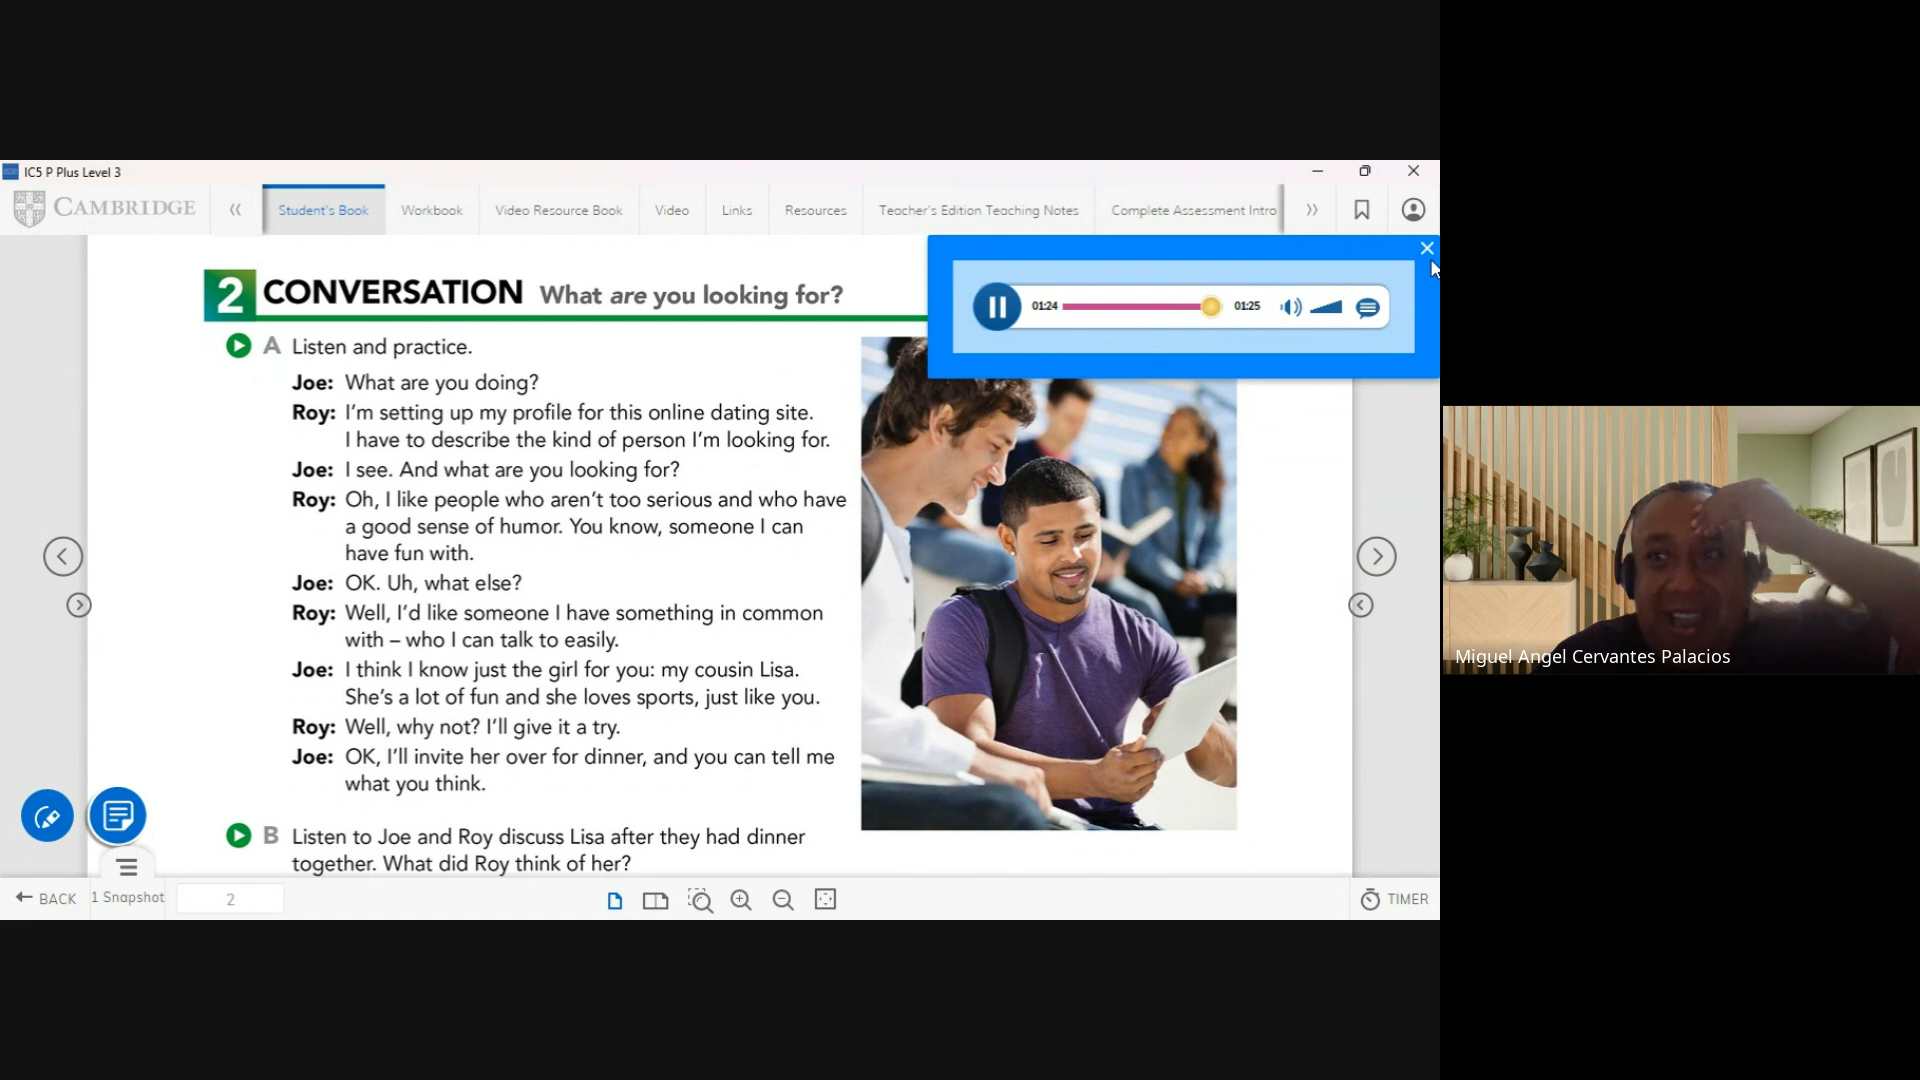 IC5 P Plus Level 3
CAMBRIDGE
Student's Book
Workbook
Video Resource Book
Video
Links
Resources
Teacher's Edition Teaching Notes
Complete Assessment Intro
2 CONVERSATION What are you looking for?
01:24
01:25
A Listen and practice.
Joe: What are you doing?
Roy: I'm setting up my profile for this online dating site.
I have to describe the kind of person I'm looking for.
Joe: I see. And what are you looking for?
Roy: Oh, I like people who aren't too serious and who have
a good sense of humor. You know, someone I can
have fun with.
Joe: OK. Uh, what else?
Roy: Well, I'd like someone I have something in common
with – who I can talk to easily.
Joe: I think I know just the girl for you: my cousin Lisa.
She's a lot of fun and she loves sports, just like you.
Roy: Well, why not? I'll give it a try.
Joe: OK, I'll invite her over for dinner, and you can tell me
what you think.
B Listen to Joe and Roy discuss Lisa after they had dinner
together. What did Roy think of her?
BACK
1 Snapshot
2
TIMER
Miguel Angel Cervantes Palacios